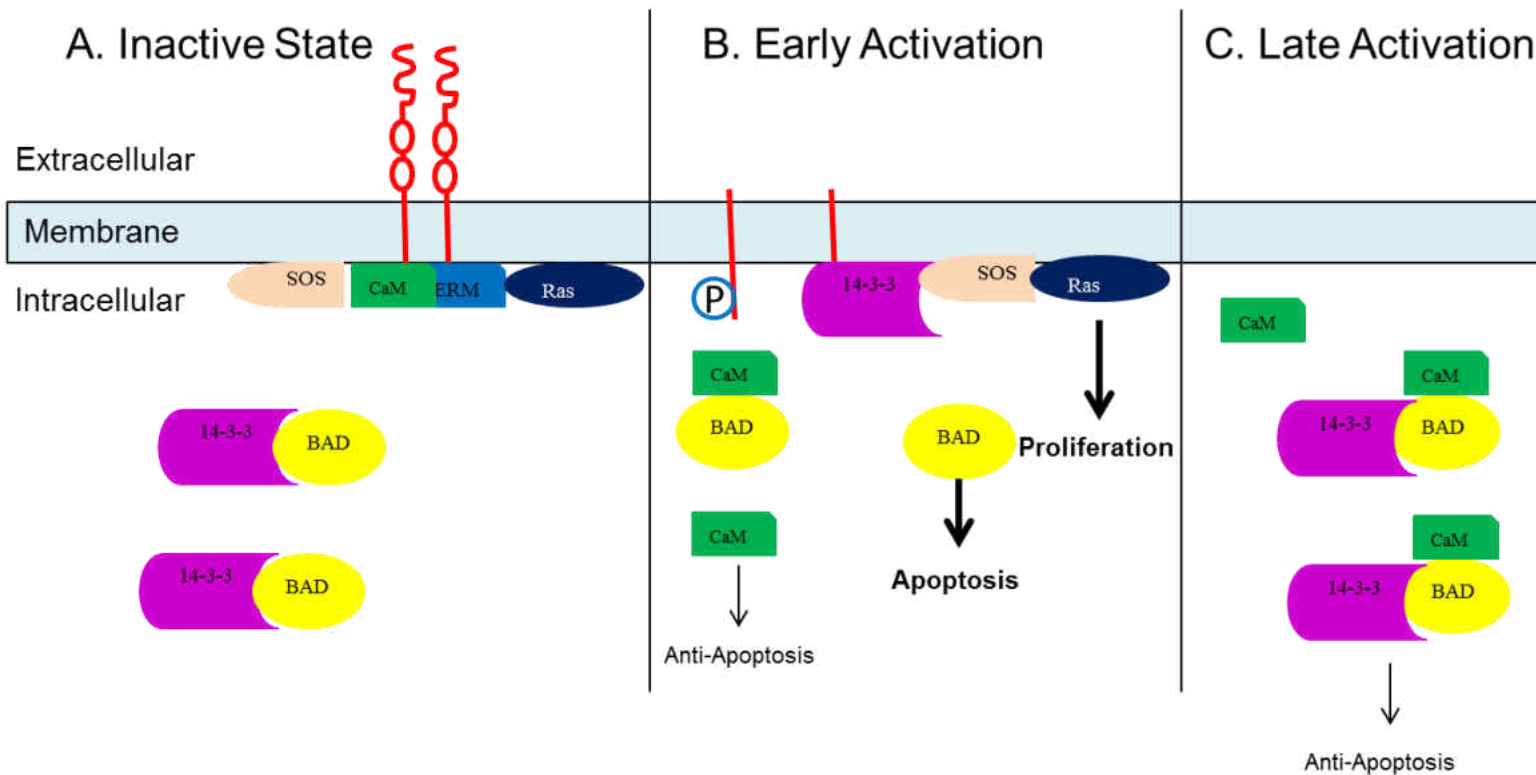 A. Inactive State
B. Early Activation
C. Late Activation
Extracellular
Membrane
Intracellular
SOS
CaM
ERM
Ras
14-3-3
BAD
14-3-3
BAD
P
14-3-3
SOS
Ras
CaM
BAD
BAD
Proliferation
CaM
Apoptosis
Anti-Apoptosis
CaM
CaM
14-3-3
BAD
CaM
14-3-3
BAD
Anti-Apoptosis